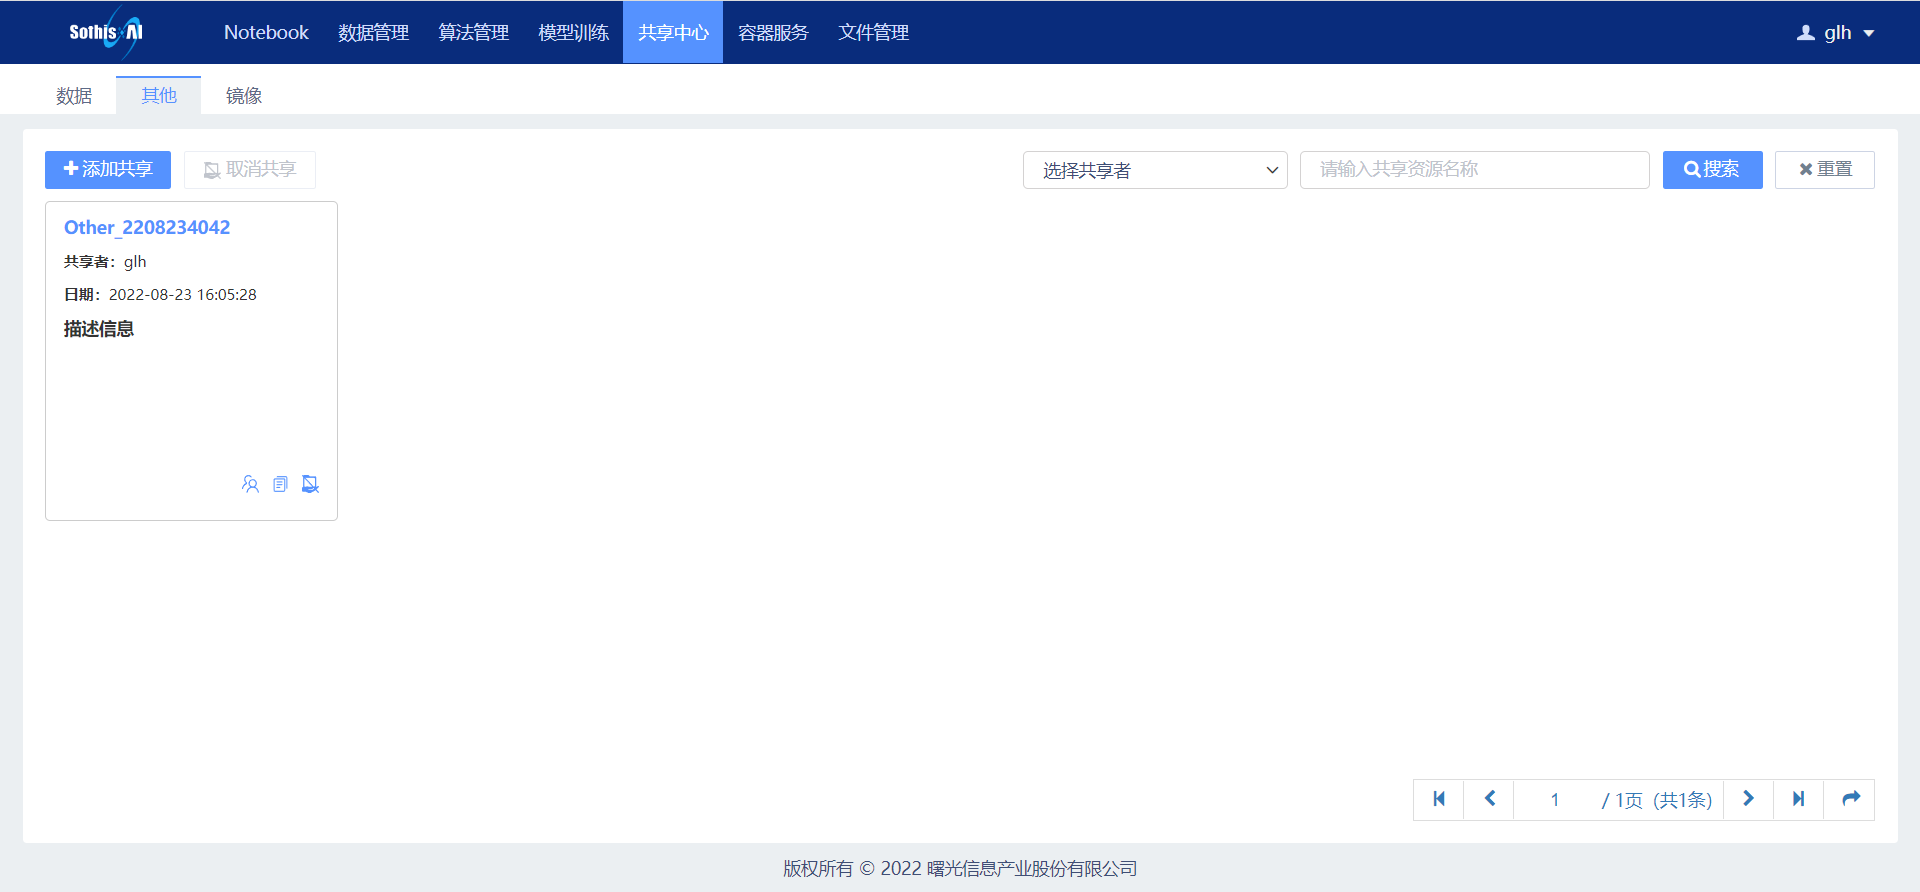 Sothis AI
Notebook 数据管理 算法管理 模型训练 共享中心 容器服务 文件管理 glh
数据 其他 镜像
添加共享 取消共享 选择共享者 请输入共享资源名称 搜索 重置
Other_2208234042
共享者：glh
日期：2022-08-23 16:05:28
描述信息
1 / 1页 (共1条)
版权所有 © 2022 曙光信息产业股份有限公司